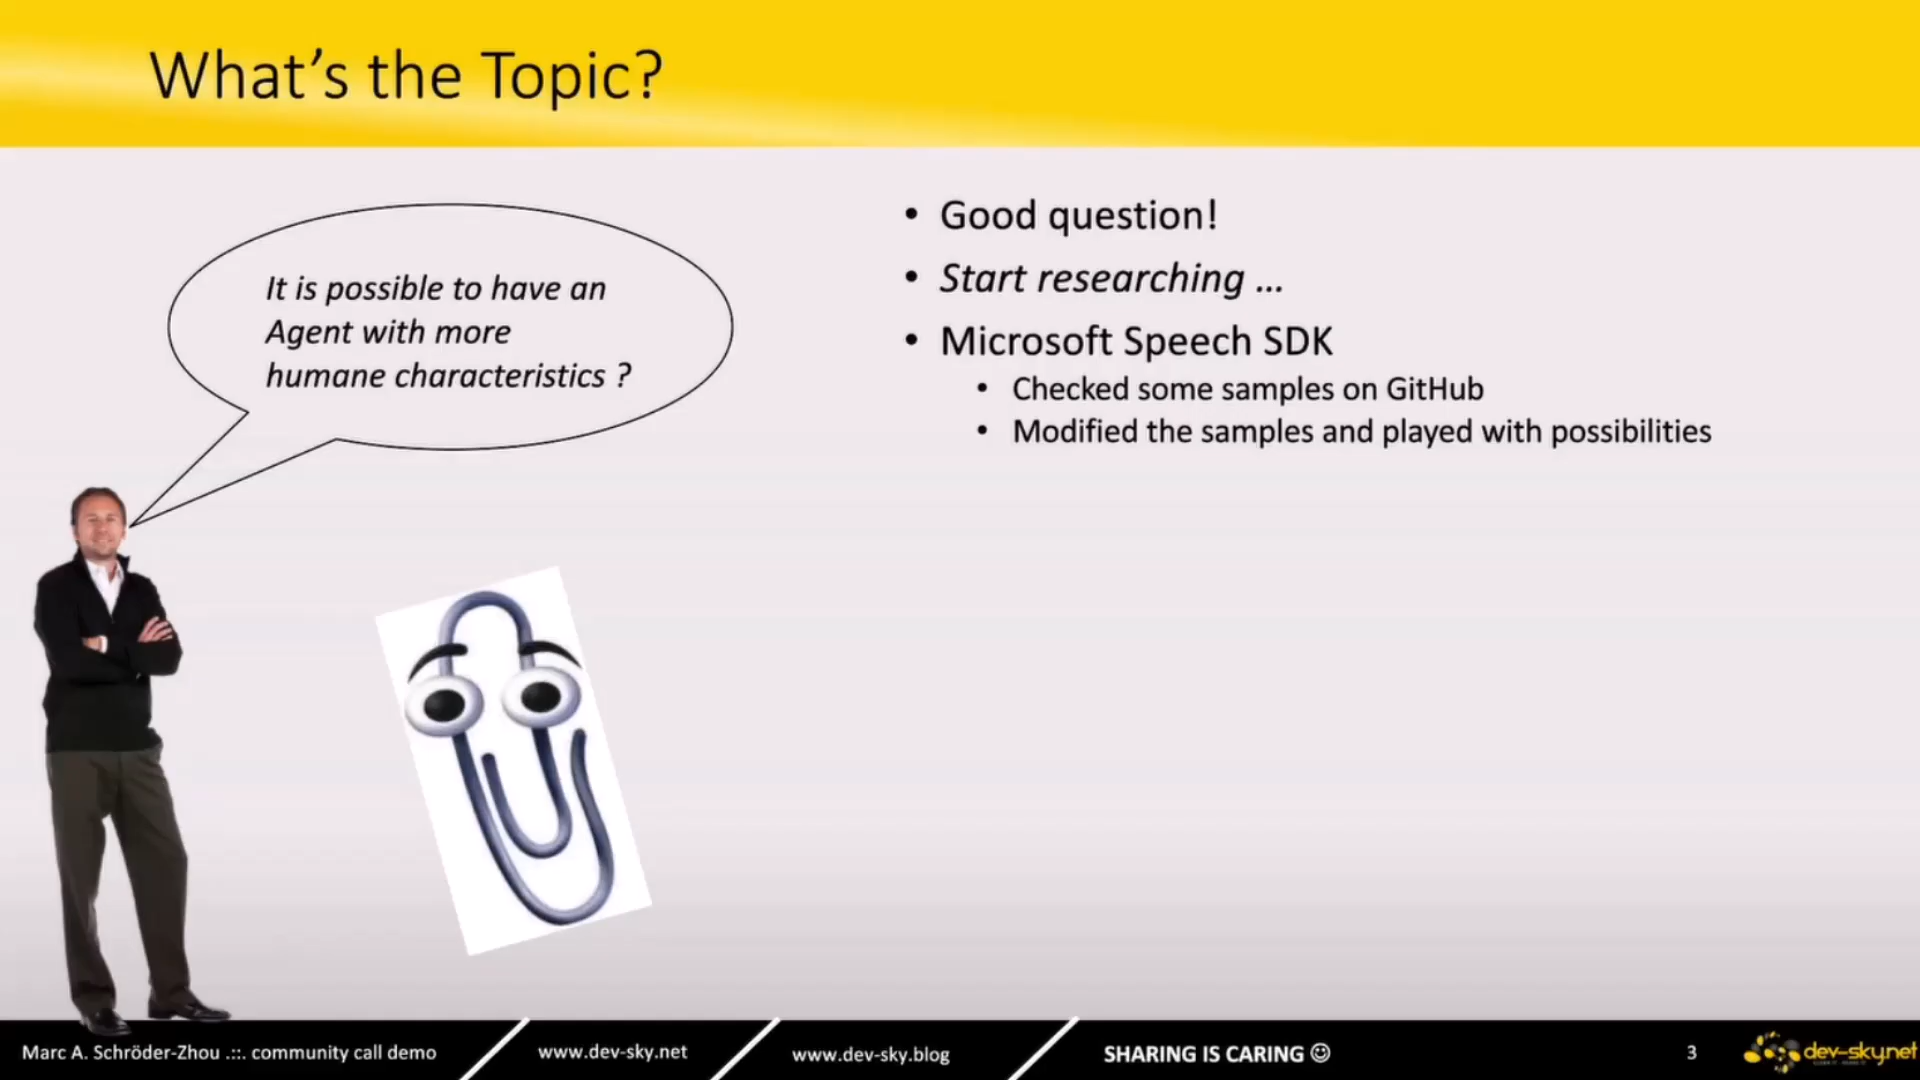 What's the Topic?
It is possible to have an
Agent with more
humane characteristics ?
• Good question!
• Start researching ...
• Microsoft Speech SDK
• Checked some samples on GitHub
• Modified the samples and played with possibilities
Marc A. Schröder-Zhou .::. community call demo
www.dev-sky.net
www.dev-sky.blog
SHARING IS CARING ☺
3
dev-sky.net